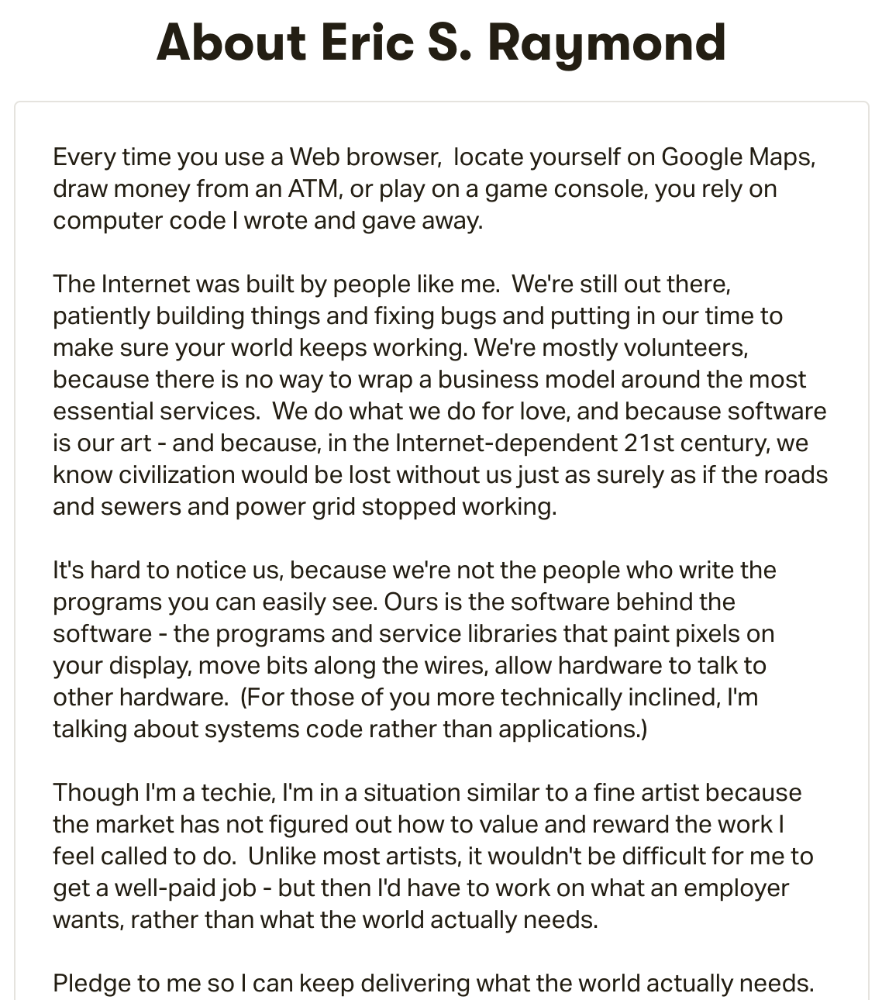 About Eric S. Raymond
Every time you use a Web browser,  locate yourself on Google Maps,
draw money from an ATM, or play on a game console, you rely on
computer code I wrote and gave away.
The Internet was built by people like me.  We're still out there,
patiently building things and fixing bugs and putting in our time to
make sure your world keeps working. We're mostly volunteers,
because there is no way to wrap a business model around the most
essential services.  We do what we do for love, and because software
is our art - and because, in the Internet-dependent 21st century, we
know civilization would be lost without us just as surely as if the roads
and sewers and power grid stopped working.
It's hard to notice us, because we're not the people who write the
programs you can easily see. Ours is the software behind the
software - the programs and service libraries that paint pixels on
your display, move bits along the wires, allow hardware to talk to
other hardware.  (For those of you more technically inclined, I'm
talking about systems code rather than applications.)
Though I'm a techie, I'm in a situation similar to a fine artist because
the market has not figured out how to value and reward the work I
feel called to do.  Unlike most artists, it wouldn't be difficult for me to
get a well-paid job - but then I'd have to work on what an employer
wants, rather than what the world actually needs.
Pledge to me so I can keep delivering what the world actually needs.